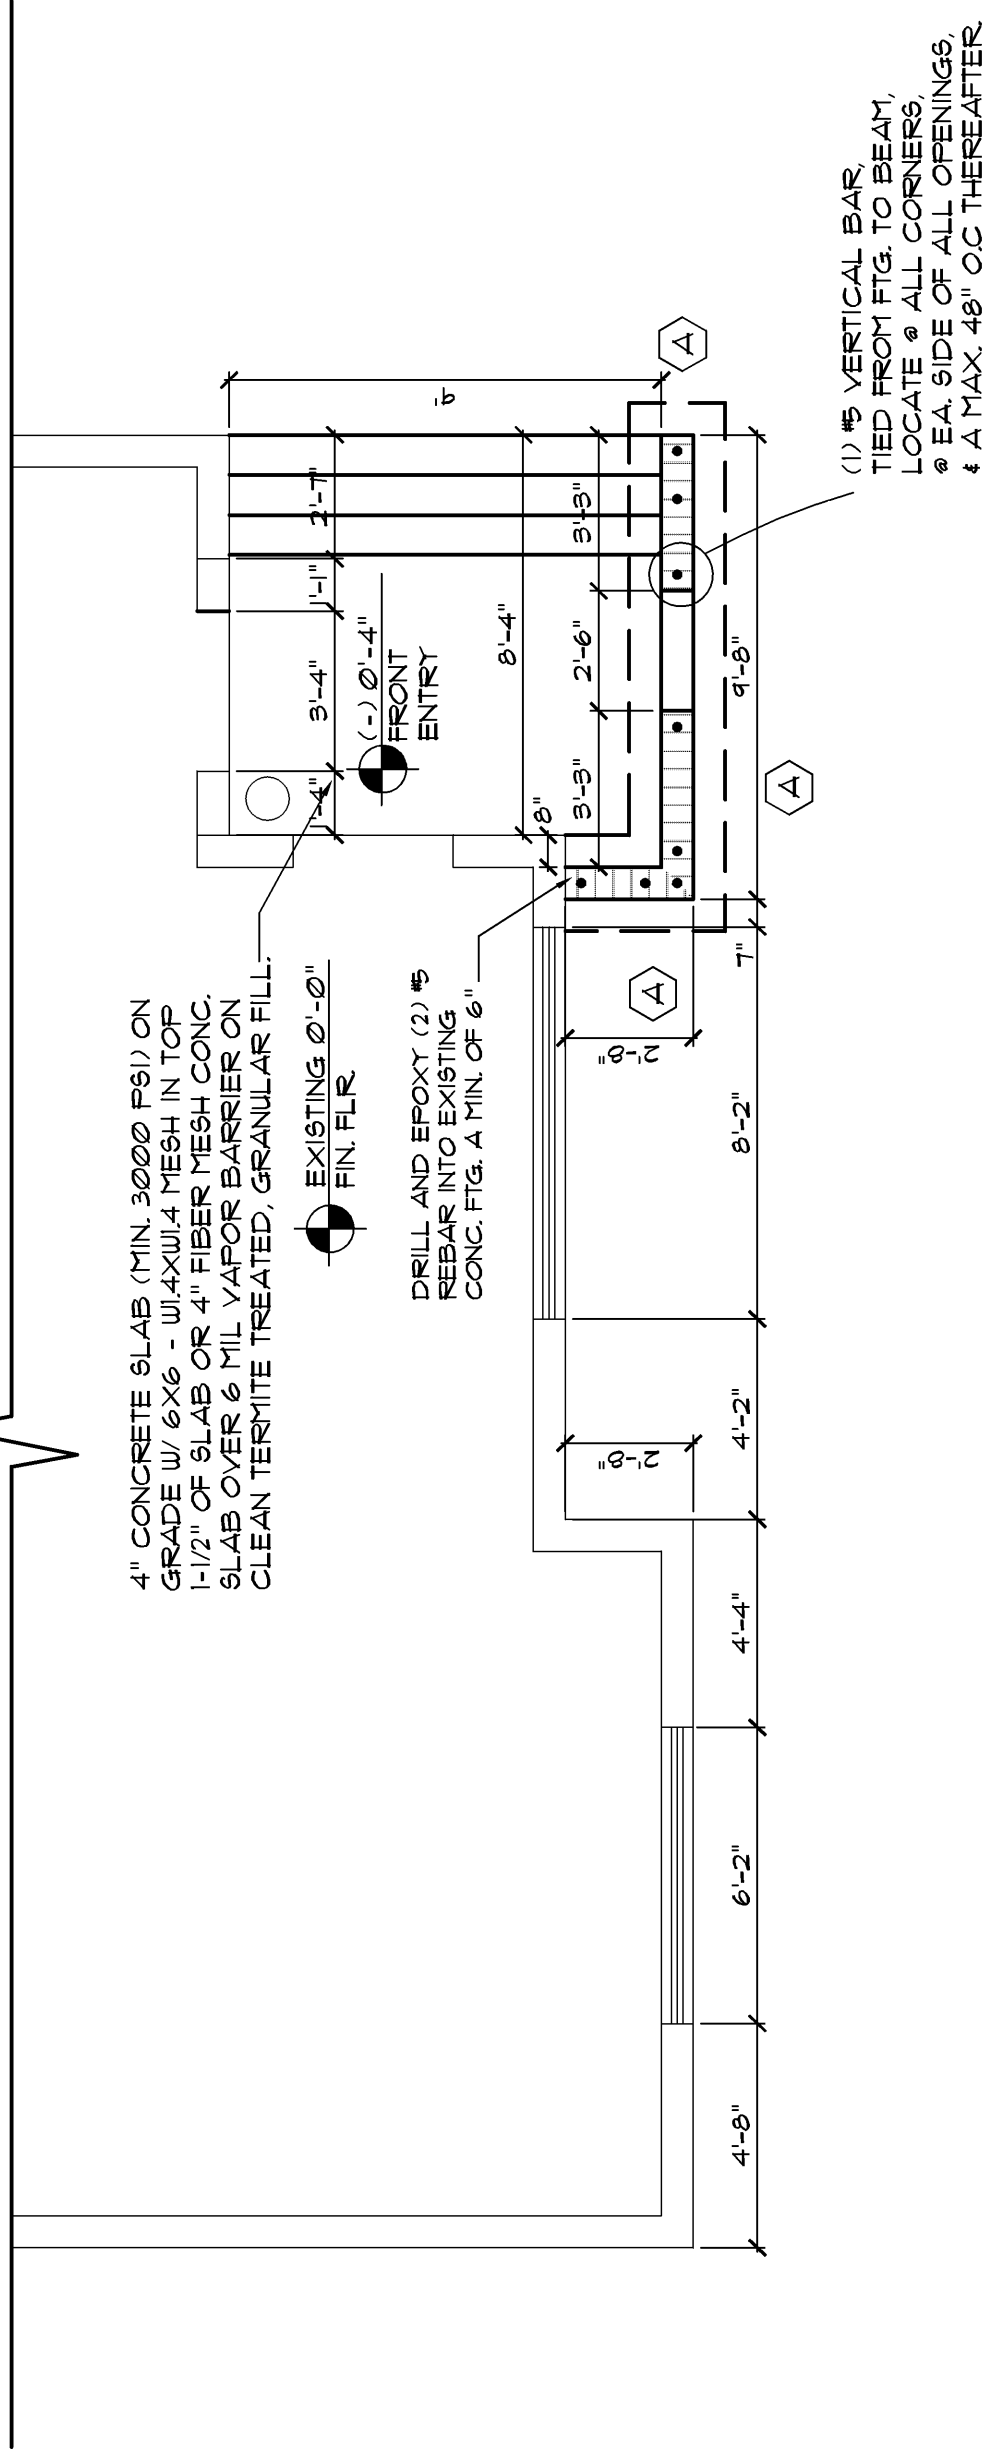 4" CONCRETE SLAB (MIN. 3000 PSI) ON
GRADE W/ 6X6 - W1.4XW1.4 MESH IN TOP
1-1/2" OF SLAB OR 4" FIBER MESH CONC.
SLAB OVER 6 MIL VAPOR BARRIER ON
CLEAN TERMITE TREATED, GRANULAR FILL.
EXISTING 0'-0"
FIN. FLR.
DRILL AND EPOXY (2) #5
REBAR INTO EXISTING
CONC. FTG. A MIN. OF 6"
1'-4"
3'-4"
1'-1"
2'-7"
(-) 0'-4"
FRONT
ENTRY
9'
8'-4"
8"
3'-3"
2'-6"
3'-3"
A
A
A
2'-8"
2'-8"
4'-8"
6'-2"
4'-4"
4'-2"
8'-2"
7"
9'-8"
(1) #5 VERTICAL BAR,
TIED FROM FTG. TO BEAM,
LOCATE @ ALL CORNERS,
@ EA. SIDE OF ALL OPENINGS,
& A MAX. 48" O.C THEREAFTER.